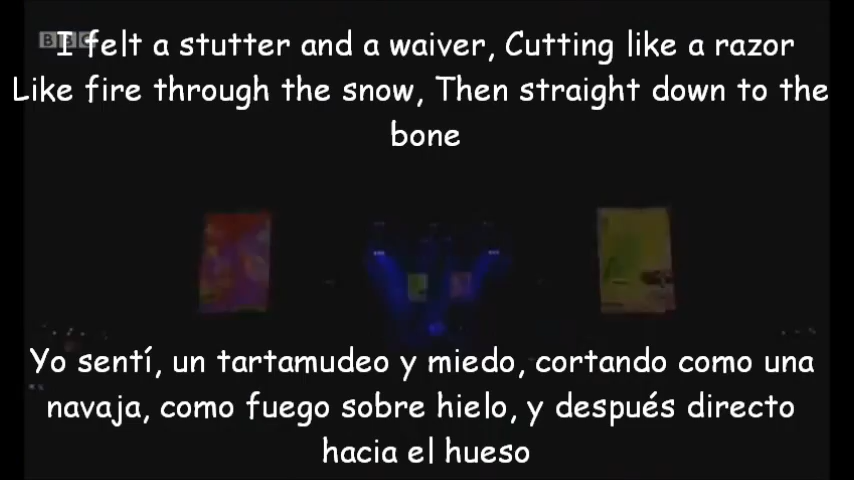 BBC
I felt a stutter and a waiver, Cutting like a razor
Like fire through the snow, Then straight down to the
bone
Yo sentí, un tartamudeo y miedo, cortando como una
navaja, como fuego sobre hielo, y después directo
hacia el hueso